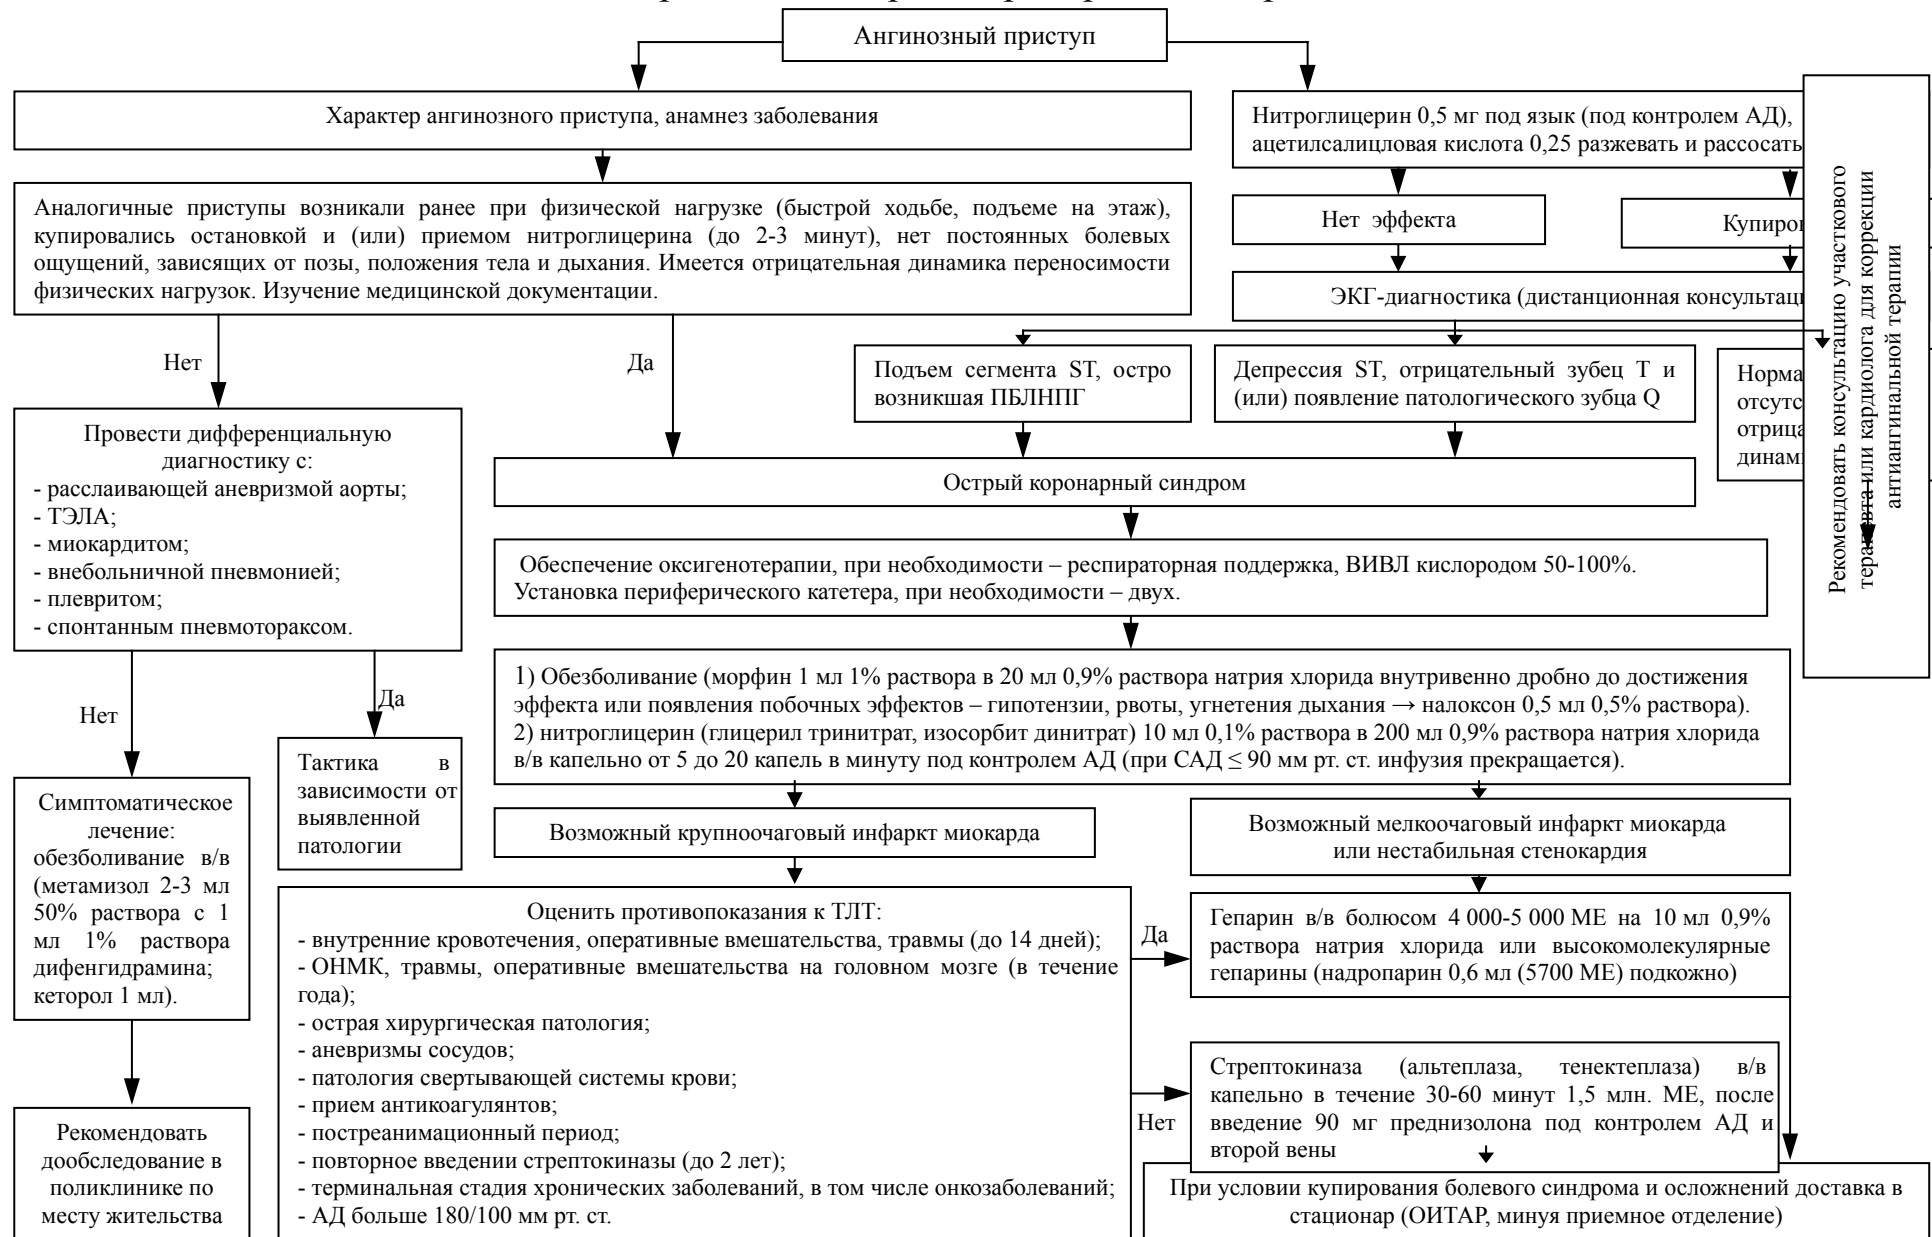 Ангинозный приступ
Характер ангинозного приступа, анамнез заболевания
Нитроглицерин 0,5 мг под язык (под контролем АД),
ацетилсалицловая кислота 0,25 разжевать и рассосать
Аналогичные приступы возникали ранее при физической нагрузке (быстрой ходьбе, подъеме на этаж),
купировались остановкой и (или) приемом нитроглицерина (до 2-3 минут), нет постоянных болевых
ощущений, зависящих от позы, положения тела и дыхания. Имеется отрицательная динамика переносимости
физических нагрузок. Изучение медицинской документации.
Нет эффекта
Купиро
ЭКГ-диагностика (дистанционная консультац
Рекомендовать консультацию участкового
терапевта или кардиолога для коррекции
антиангинальной терапии
Нет
Да
Подъем сегмента ST, остро
возникшая ПБЛНПГ
Депрессия ST, отрицательный зубец Т и
(или) появление патологического зубца Q
Норма
отсутс
отрица
динам
Провести дифференциальную
диагностику с:
- расслаивающей аневризмой аорты;
- ТЭЛА;
- миокардитом;
- внебольничной пневмонией;
- плевритом;
- спонтанным пневмотораксом.
Острый коронарный синдром
Обеспечение оксигенотерапии, при необходимости – респираторная поддержка, ВИВЛ кислородом 50-100%.
Установка периферического катетера, при необходимости – двух.
1) Обезболивание (морфин 1 мл 1% раствора в 20 мл 0,9% раствора натрия хлорида внутривенно дробно до достижения
эффекта или появления побочных эффектов – гипотензии, рвоты, угнетения дыхания → налоксон 0,5 мл 0,5% раствора).
2) нитроглицерин (глицерил тринитрат, изосорбит динитрат) 10 мл 0,1% раствора в 200 мл 0,9% раствора натрия хлорида
в/в капельно от 5 до 20 капель в минуту под контролем АД (при САД ≤ 90 мм рт. ст. инфузия прекращается).
Нет
Да
Тактика в
зависимости от
выявленной
патологии
Симптоматическое
лечение:
обезболивание в/в
(метамизол 2-3 мл
50% раствора с 1
мл 1% раствора
дифенгидрамина;
кеторол 1 мл).
Рекомендовать
дообследование в
поликлинике по
месту жительства
Возможный крупноочаговый инфаркт миокарда
Возможный мелкоочаговый инфаркт миокарда
или нестабильная стенокардия
Оценить противопоказания к ТЛТ:
- внутренние кровотечения, оперативные вмешательства, травмы (до 14 дней);
- ОНМК, травмы, оперативные вмешательства на головном мозге (в течение
года);
- острая хирургическая патология;
- аневризмы сосудов;
- патология свертывающей системы крови;
- прием антикоагулянтов;
- постреанимационный период;
- повторное введении стрептокиназы (до 2 лет);
- терминальная стадия хронических заболеваний, в том числе онкозаболеваний;
- АД больше 180/100 мм рт. ст.
Да
Гепарин в/в болюсом 4 000-5 000 МЕ на 10 мл 0,9%
раствора натрия хлорида или высокомолекулярные
гепарины (надропарин 0,6 мл (5700 МЕ) подкожно)
Нет
Стрептокиназа (альтеплаза, тенектеплаза) в/в
капельно в течение 30-60 минут 1,5 млн. МЕ, после
введение 90 мг преднизолона под контролем АД и
второй вены
При условии купирования болевого синдрома и осложнений доставка в
стационар (ОИТАР, минуя приемное отделение)